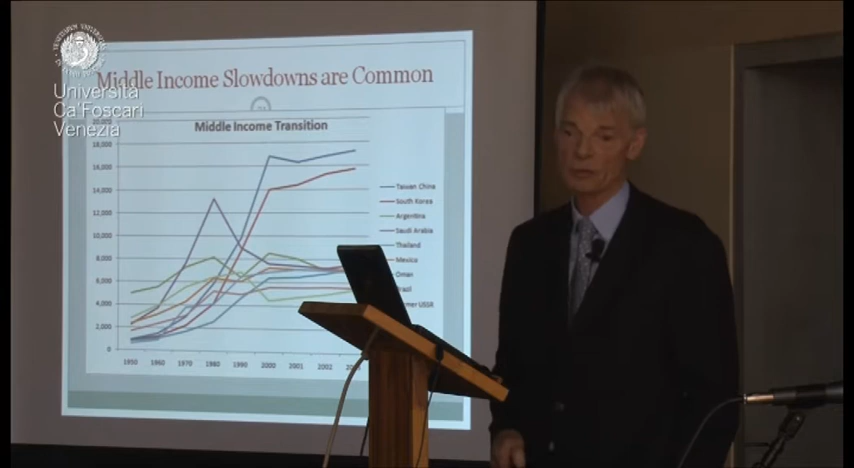 Middle Income Slowdowns are Common
Università
Ca'Foscari
Venezia
Middle Income Transition
20,000
18,000
16,000
14,000
12,000
10,000
8,000
6,000
4,000
2,000
0
1950 1960 1970 1980 1990 2000 2001 2002
Taiwan China
South Korea
Argentina
Saudi Arabia
Thailand
Mexico
Oman
Brazil
USSR